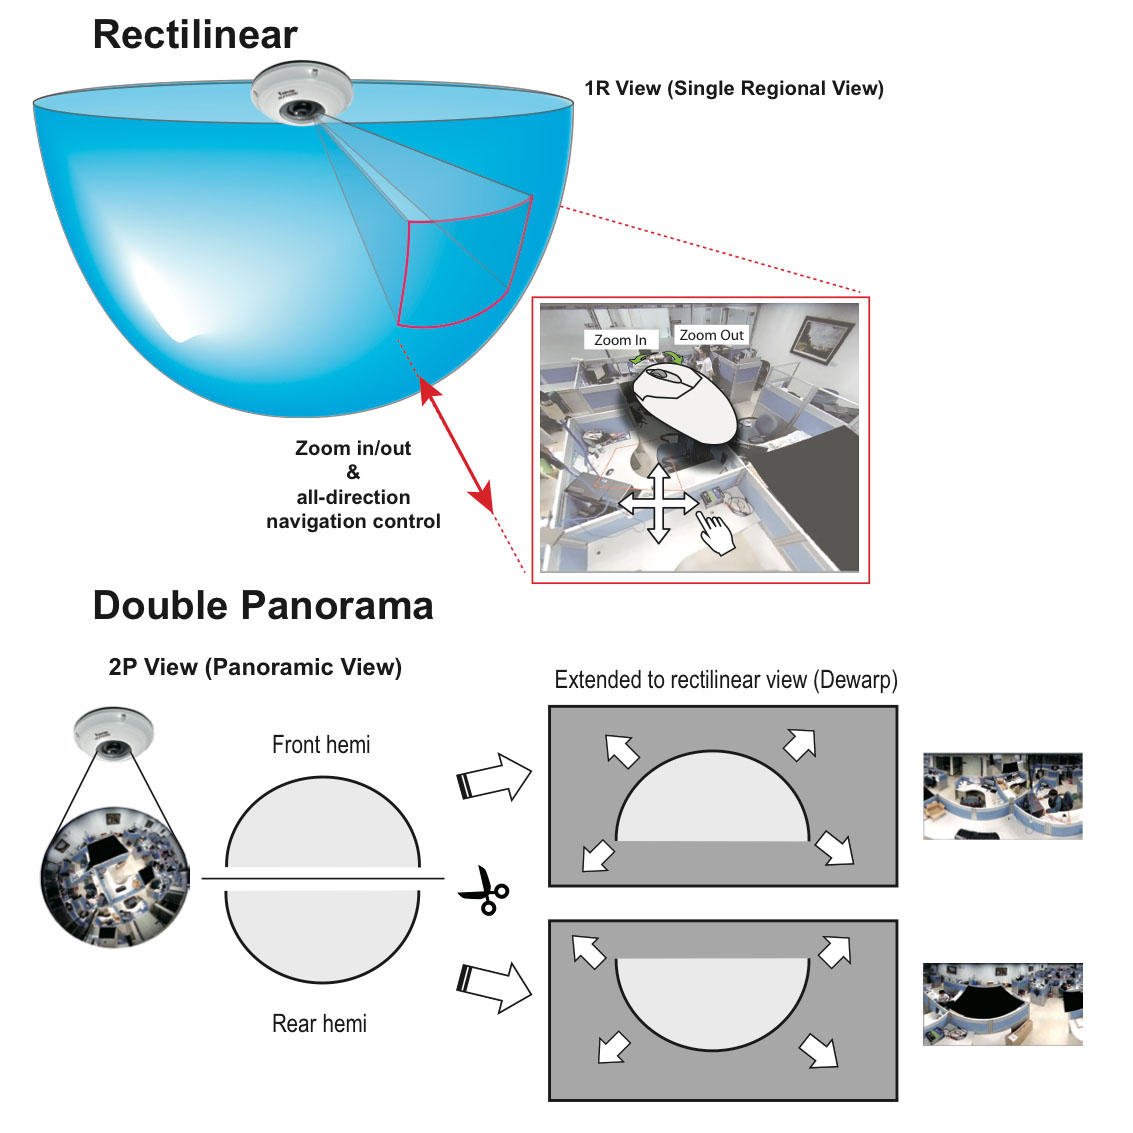 Rectilinear
1R View (Single Regional View)
Zoom In
Zoom Out
Zoom in/out
&
all-direction
navigation control
Double Panorama
2P View (Panoramic View)
Extended to rectilinear view (Dewarp)
Front hemi
Rear hemi